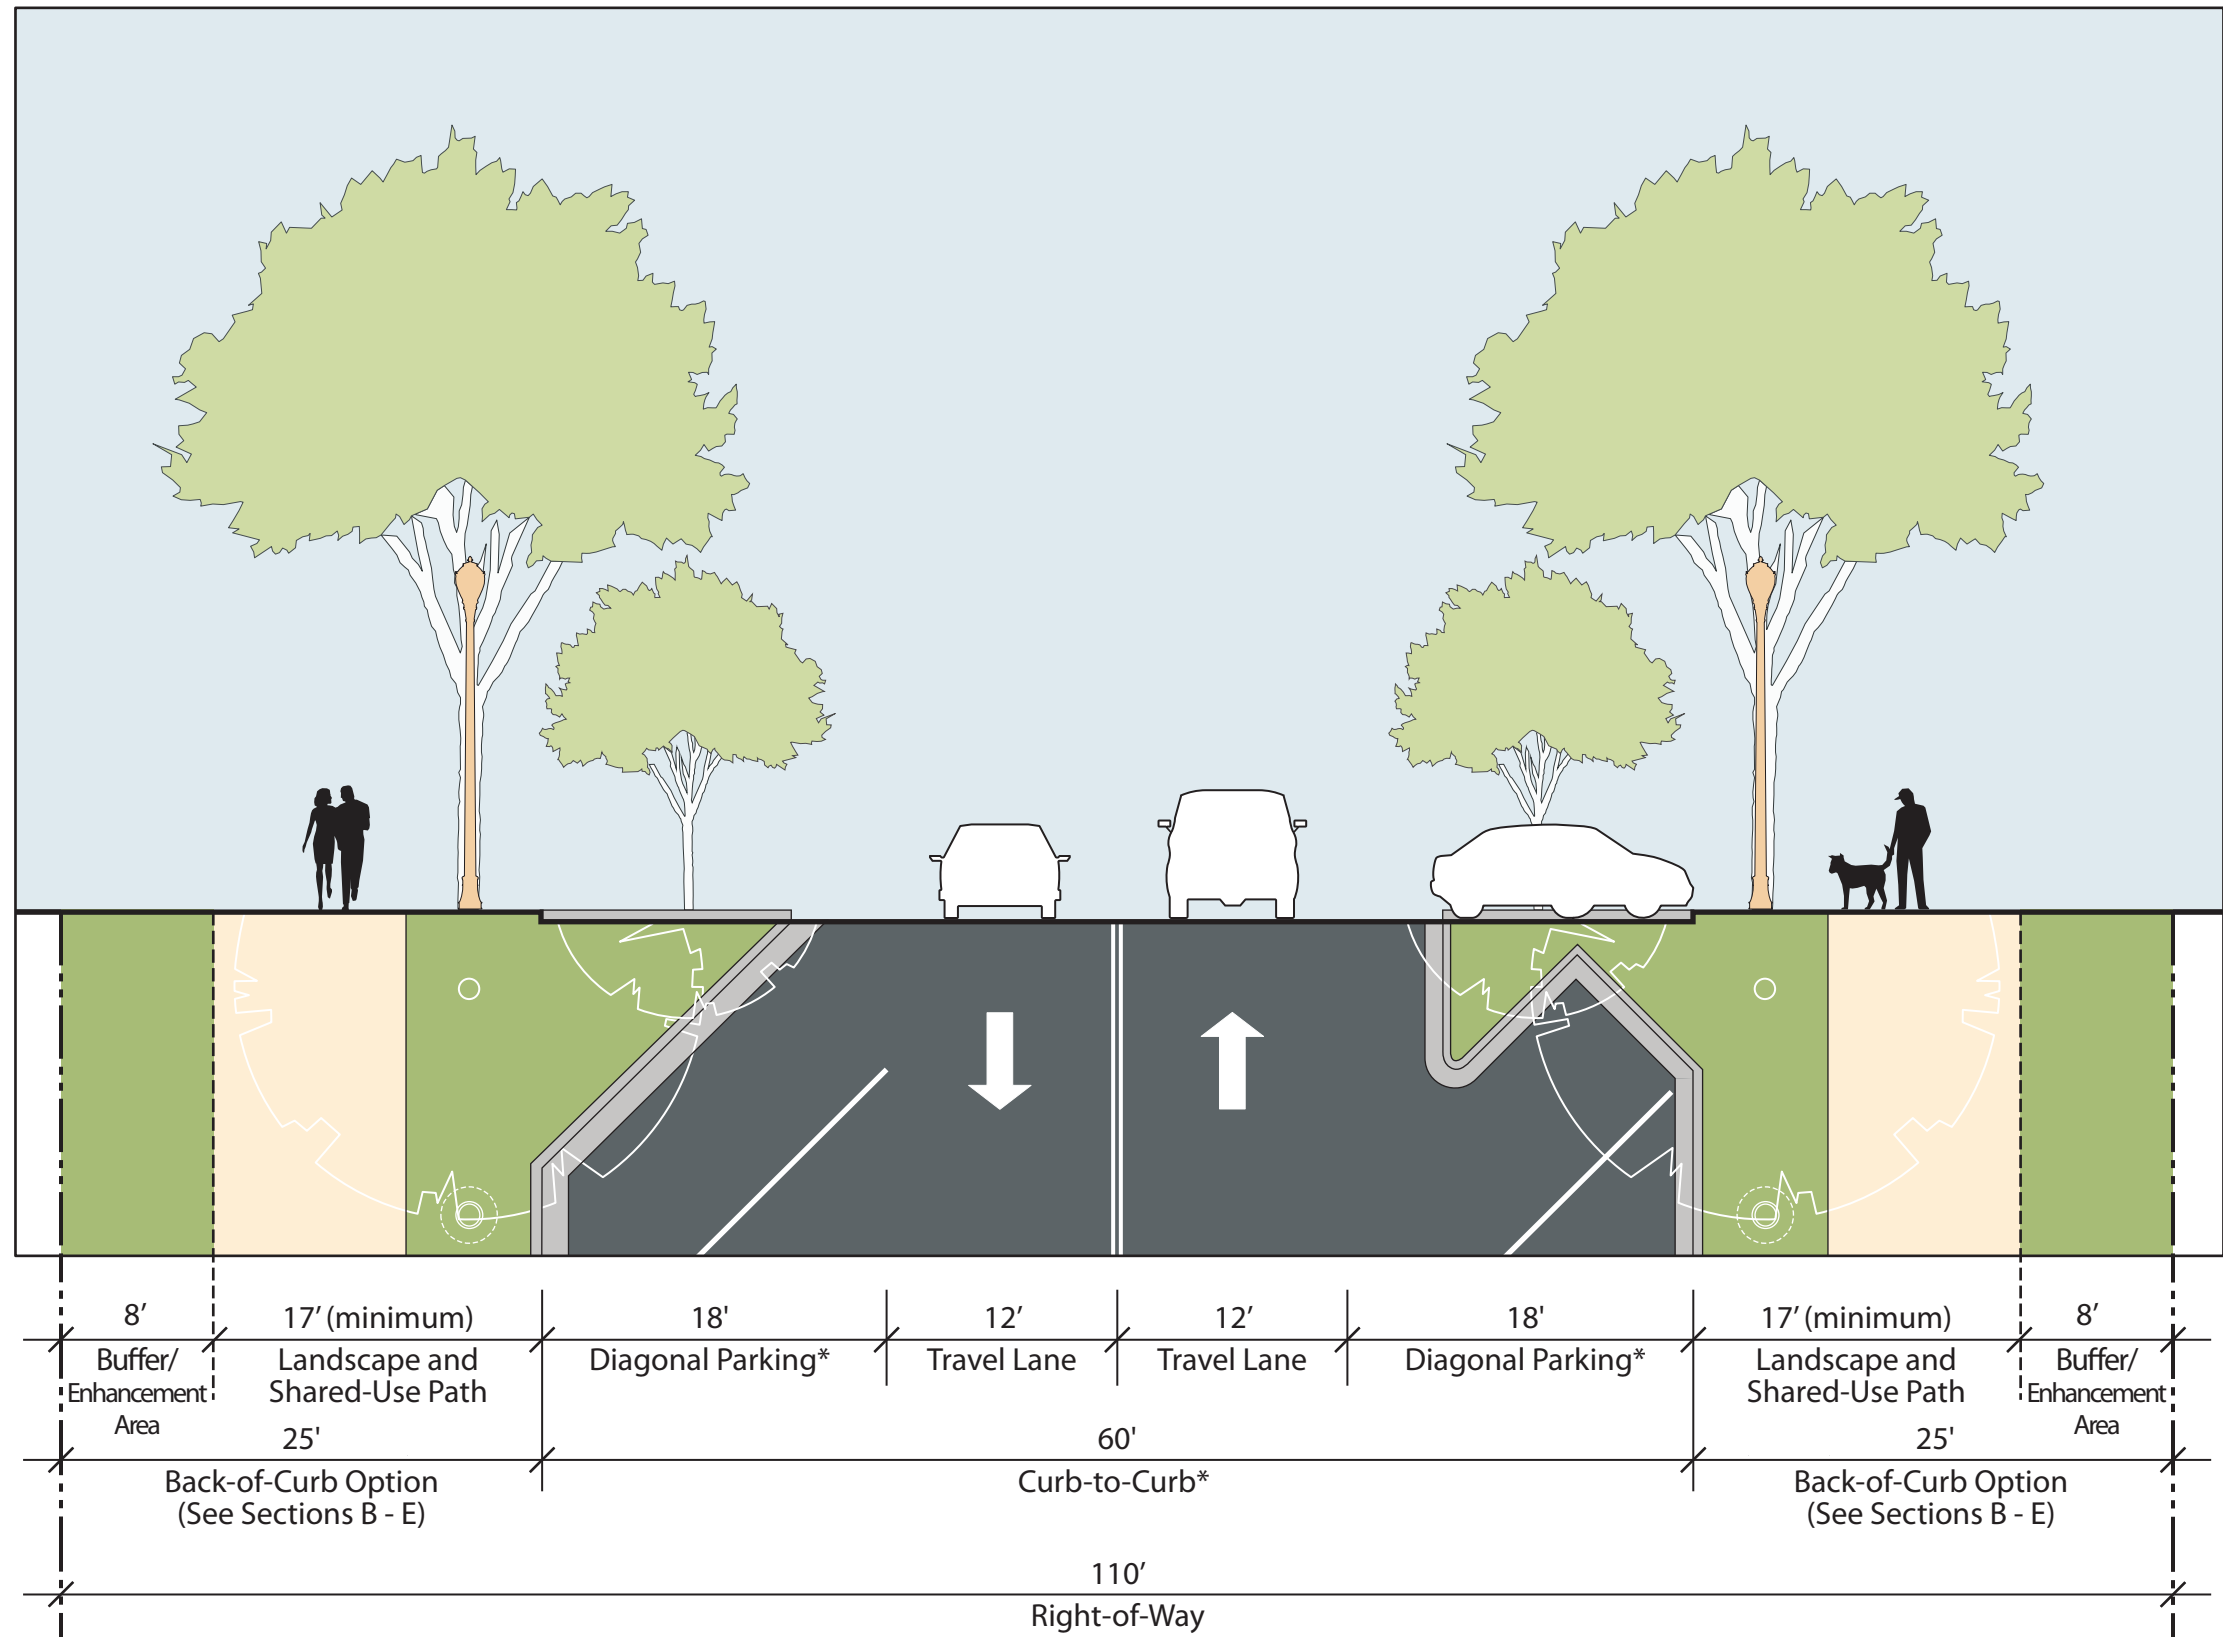 8’ 17’ (minimum) 18' 12’ 12’ 18' 17’ (minimum) 8’
Buffer/ Landscape and Diagonal Parking* Travel Lane Travel Lane Diagonal Parking* Landscape and Buffer/
Enhancement Shared-Use Path Shared-Use Path Enhancement
Area Area
25' 60' 25'
Back-of-Curb Option Curb-to-Curb* Back-of-Curb Option
(See Sections B - E) (See Sections B - E)
110’
Right-of-Way